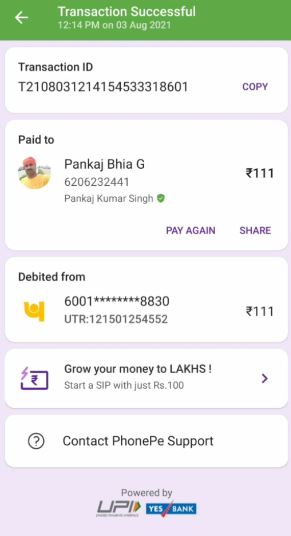 Transaction Successful
12:14 PM on 03 Aug 2021
Transaction ID
T2108031214154533318601
COPY
Paid to
Pankaj Bhia G
₹111
6206232441
Pankaj Kumar Singh
PAY AGAIN SHARE
Debited from
6001********8830
₹111
UTR:121501254552
Grow your money to LAKHS !
Start a SIP with just Rs.100
Contact PhonePe Support
Powered by
UPI YES BANK